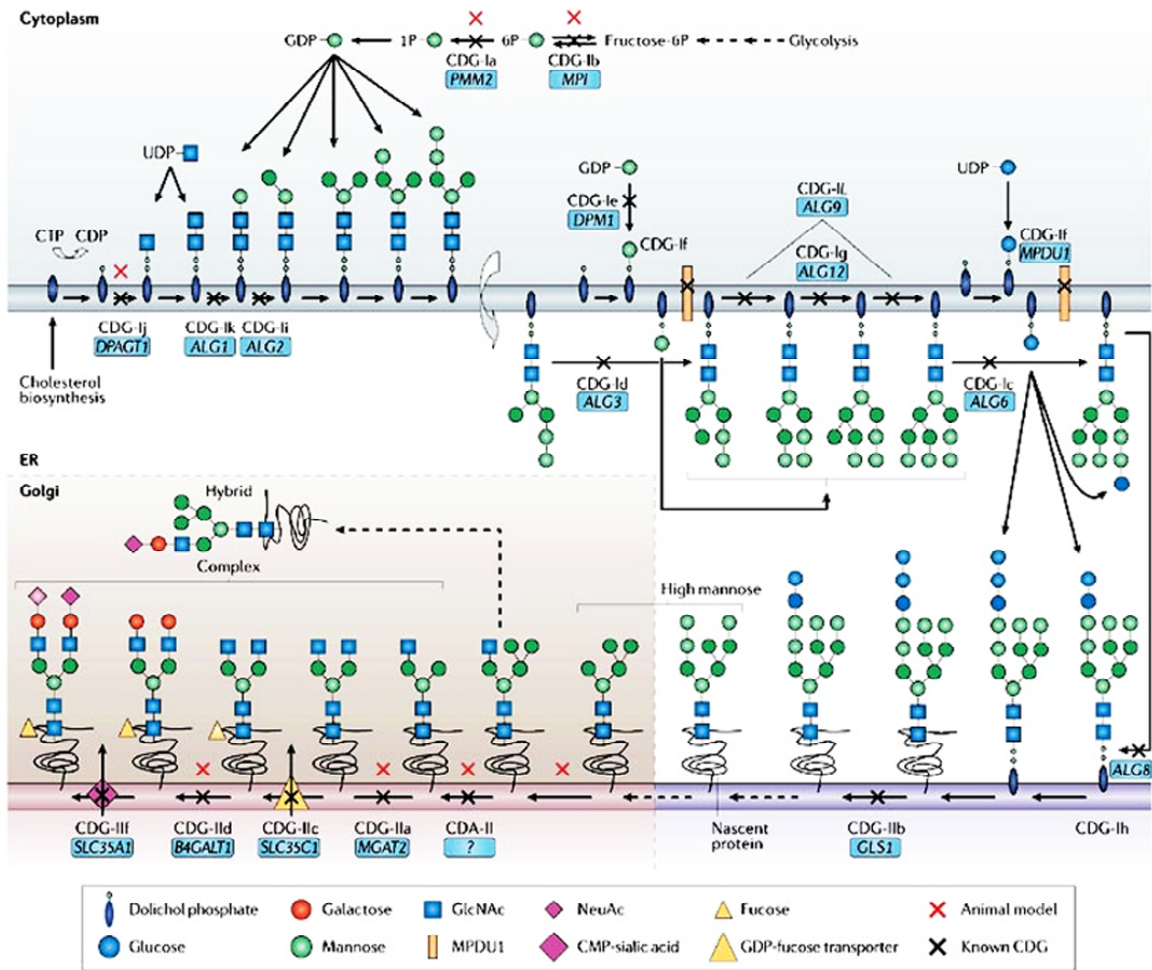 Cytoplasm
GDP
1P
6P
Fructose-6P
Glycolysis
CDG-Ia
PMM2
CDG-Ib
MPI
UDP
GDP
UDP
CDG-Ie
DPM1
CDG-If
CDG-IL
ALG9
CDG-Ig
ALG12
CDG-If
MPDU1
CTP
CDP
CDG-Ij
DPAGT1
CDG-Ik
ALG1
CDG-Ii
ALG2
Cholesterol
biosynthesis
CDG-Id
ALG3
CDG-Ic
ALG6
ER
Golgi
Hybrid
Complex
High mannose
ALG8
CDG-IIf
SLC35A1
CDG-IId
B4GALT1
CDG-IIc
SLC35C1
CDG-IIa
MGAT2
CDA-II
?
Nascent
protein
CDG-IIb
GLS1
CDG-Ih
Dolichol phosphate
Galactose
GlcNAc
NeuAc
Fucose
Animal model
Glucose
Mannose
MPDU1
CMP-sialic acid
GDP-fucose transporter
Known CDG